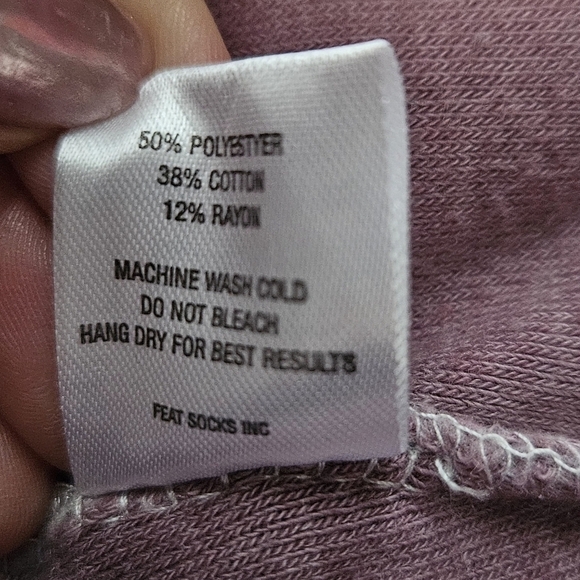 50% POLYESTYER
38% COTTON
12% RAYON
MACHINE WASH COLD
DO NOT BLEACH
HANG DRY FOR BEST RESULTS
FEAT SOCKS INC